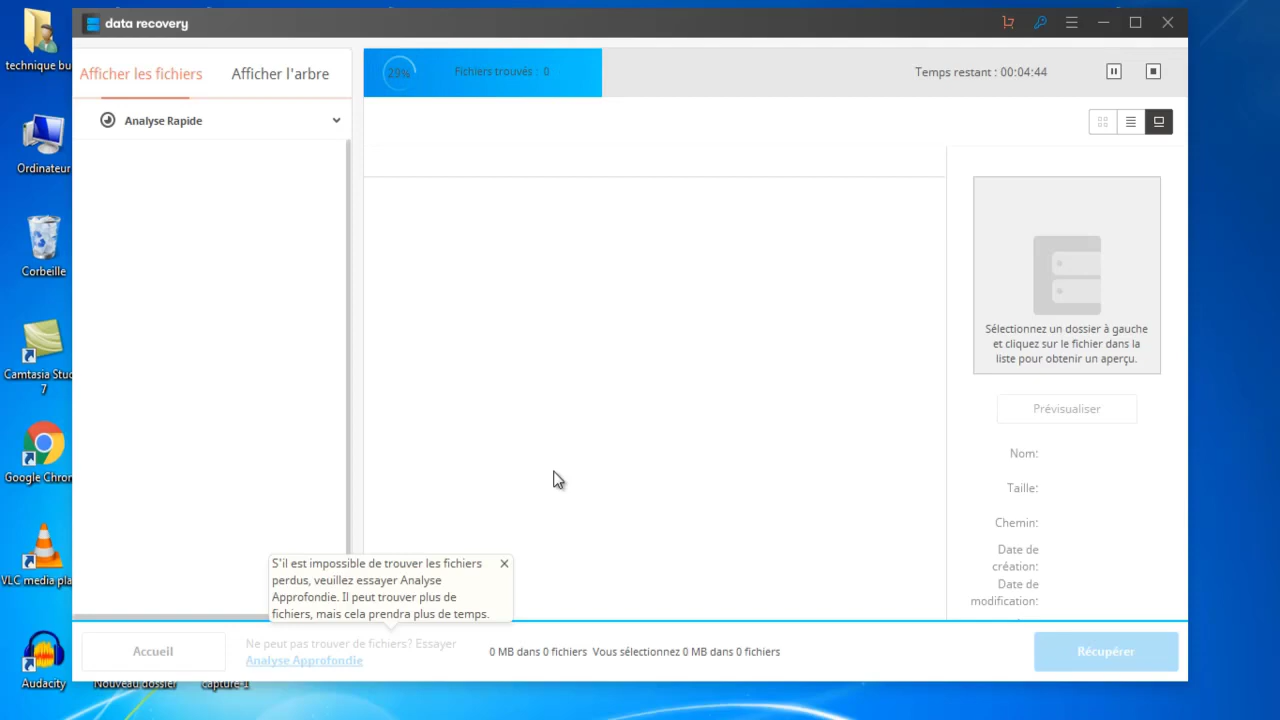 data recovery
technique bu
Ordinateur
Corbeille
Camtasia Stud
7
Google Chrom
VLC media pla
Audacity
Afficher les fichiers
Afficher l'arbre
Analyse Rapide
29%
Fichiers trouvés : 0
Temps restant : 00:04:44
Sélectionnez un dossier à gauche
et cliquez sur le fichier dans la
liste pour obtenir un aperçu.
Prévisualiser
Nom:
Taille:
Chemin:
Date de
création:
Date de
modification:
S'il est impossible de trouver les fichiers
perdus, veuillez essayer Analyse
Approfondie. Il peut trouver plus de
fichiers, mais cela prendra plus de temps.
Accueil
Ne peut pas trouver de fichiers? Essayer
Analyse Approfondie
0 MB dans 0 fichiers Vous sélectionnez 0 MB dans 0 fichiers
Récupérer
Nouveau dossier
capture-1